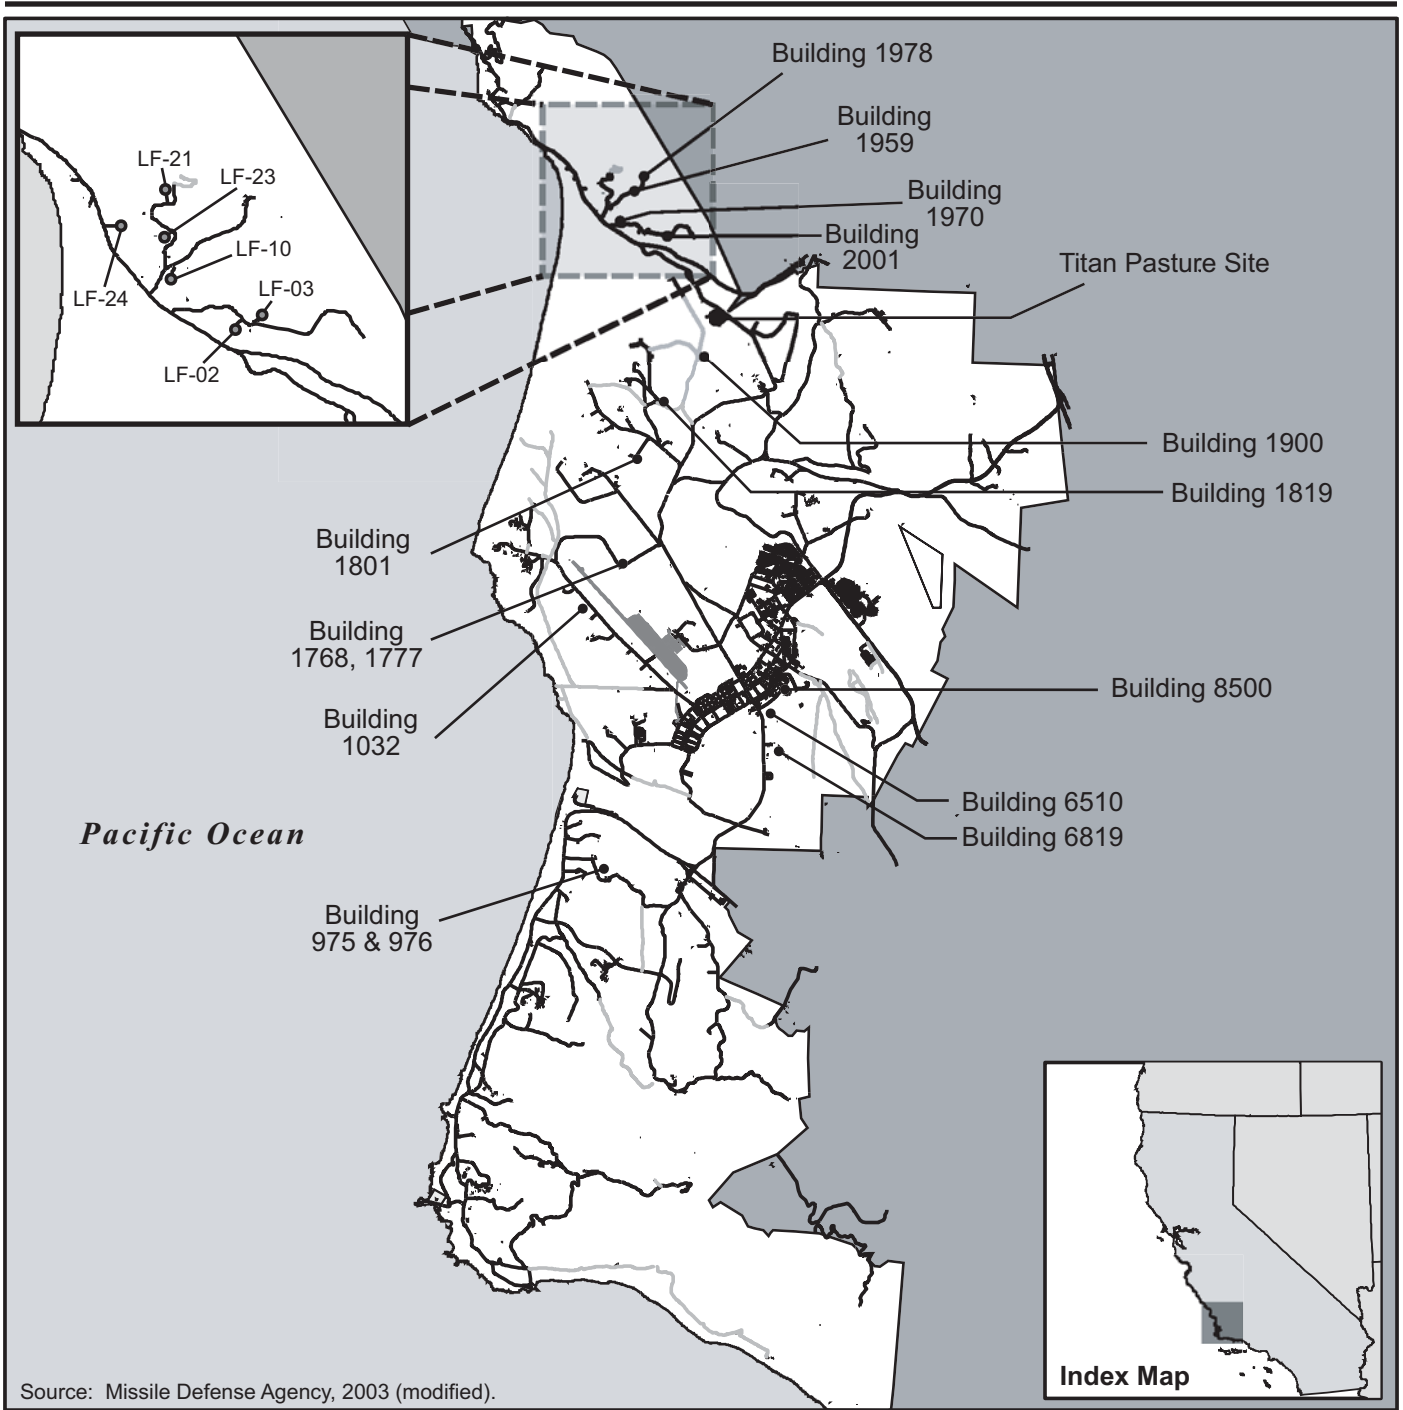 Building 1978
Building
1959
Building
1970
Building
2001
Titan Pasture Site
LF-21
LF-23
LF-10
LF-24
LF-03
LF-02
Building 1900
Building 1819
Building
1801
Building
1768, 1777
Building
1032
Building 8500
Building 6510
Building 6819
Pacific Ocean
Building
975 & 976
Index Map
Source: Missile Defense Agency, 2003 (modified).